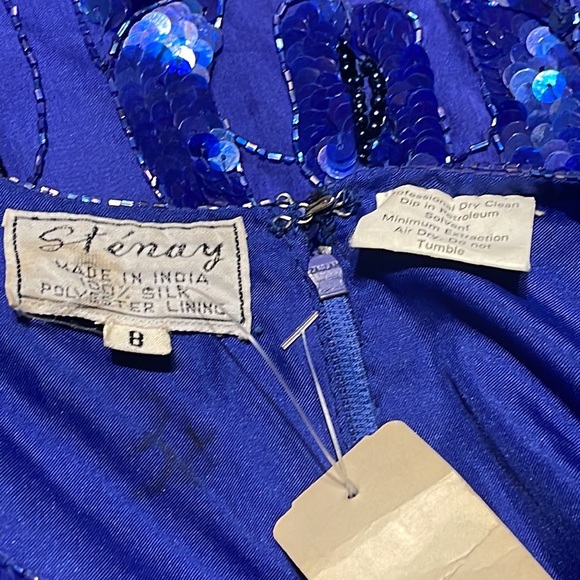 Sténay
MADE IN INDIA
100% SILK
POLYESTER LINING
8
Professional Dry Clean
Dip in Petroleum
Solvent
Minimum Extraction
Air Dry. Do not
Tumble